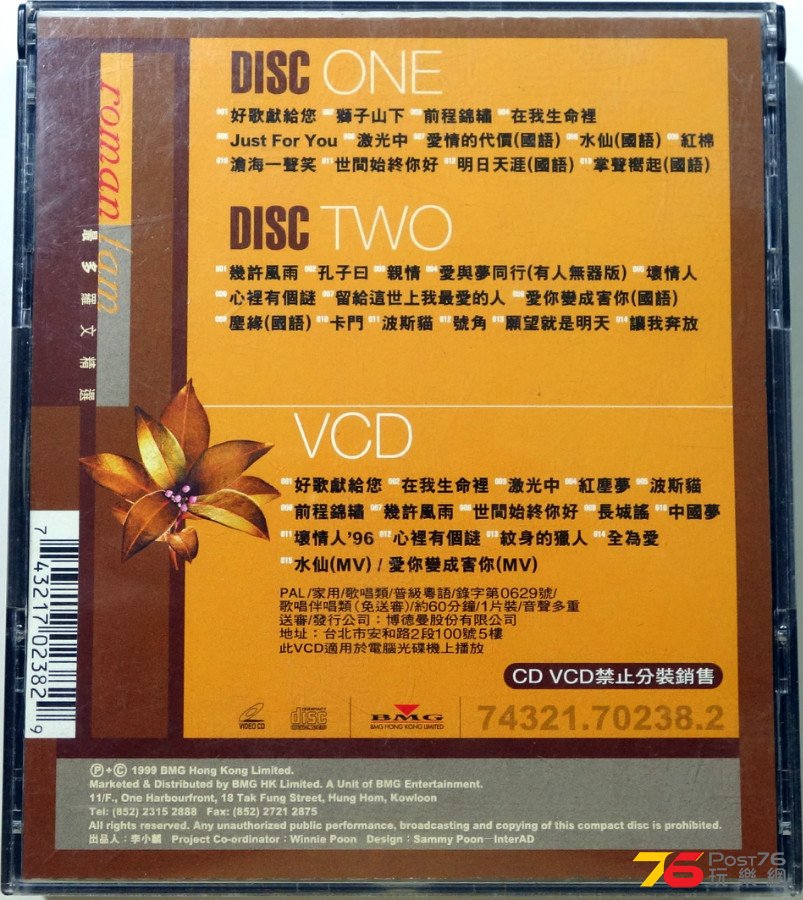 DISC ONE
001 好歌獻給您 002 獅子山下 003 前程錦繡 004 在我生命裡
005 Just For You 006 激光中 007 愛情的代價(國語) 008 水仙(國語) 009 紅棉
010 滄海一聲笑 011 世間始終你好 012 明日天涯(國語) 013 掌聲嚮起(國語)
DISC TWO
001 幾許風雨 002 孔子曰 003 親情 004 愛與夢同行(有人無器版) 005 壞情人
006 心裡有個謎 007 留給這世上我最愛的人 008 愛你變成害你(國語)
009 塵緣(國語) 010 卡門 011 波斯貓 012 號角 013 願望就是明天 014 讓我奔放
VCD
001 好歌獻給您 002 在我生命裡 003 激光中 004 紅塵夢 005 波斯貓
006 前程錦繡 007 幾許風雨 008 世間始終你好 009 長城謠 010 中國夢
011 壞情人'96 012 心裡有個謎 013 紋身的獵人 014 全為愛
015 水仙(MV) / 愛你變成害你(MV)
PAL/家用/歌唱類/普級粵語/錄字第0629號/
歌唱伴唱類(免送審)/約60分鐘/1片裝/音聲多重
送審/發行公司：博德曼股份有限公司
地址：台北市安和路2段100號5樓
此VCD適用於電腦光碟機上播放
CD VCD禁止分裝銷售
VIDEO CD
COMPACT disc DIGITAL VIDEO
BMG
BMG HONG KONG LIMITED
74321.70238.2
roman tam
最多羅文精選
7 43217 02382 9
Ⓟ+Ⓒ 1999 BMG Hong Kong Limited.
Marketed & Distributed by BMG HK Limited. A Unit of BMG Entertainment.
11/F., One Harbourfront, 18 Tak Fung Street, Hung Hom, Kowloon
Tel: (852) 2315 2888 Fax: (852) 2721 2875
All rights reserved. Any unauthorized public performance, broadcasting and copying of this compact disc is prohibited.
出品人：李小麟 Project Co-ordinator：Winnie Poon Design：Sammy Poon—InterAD
76 POST76
玩樂網